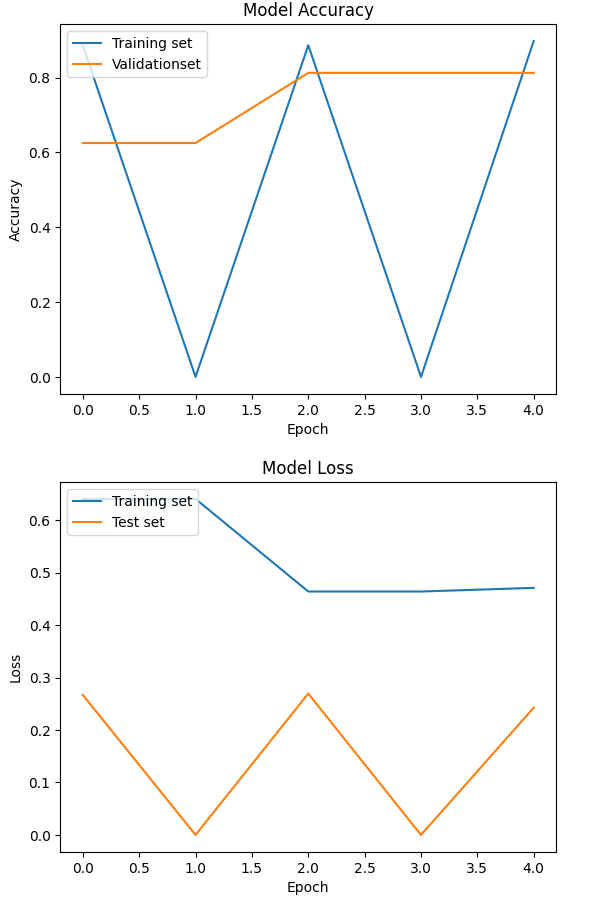 Model Accuracy
Training set
Validationset
0.8
0.6
0.4
0.2
0.0
Accuracy
0.0 0.5 1.0 1.5 2.0 2.5 3.0 3.5 4.0
Epoch
Model Loss
Training set
Test set
0.6
0.5
0.4
0.3
0.2
0.1
0.0
Loss
0.0 0.5 1.0 1.5 2.0 2.5 3.0 3.5 4.0
Epoch